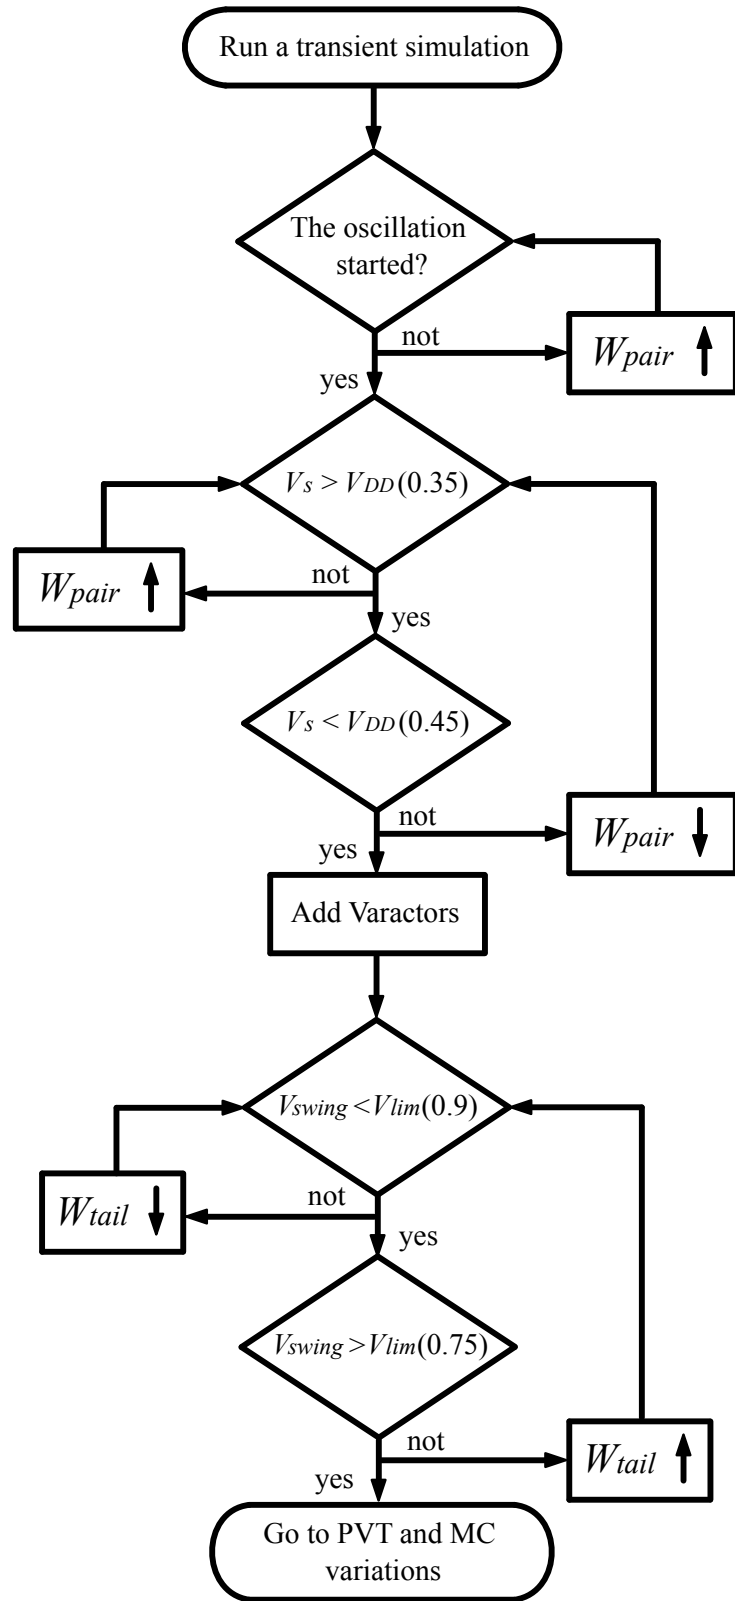 Run a transient simulation
The oscillation
started?
not
Wpair ↑
yes
Vs > VDD(0.35)
not
Wpair ↑
yes
Vs < VDD(0.45)
not
Wpair ↓
yes
Add Varactors
Vswing < Vlim(0.9)
not
Wtail ↓
yes
Vswing > Vlim(0.75)
not
Wtail ↑
yes
Go to PVT and MC
variations